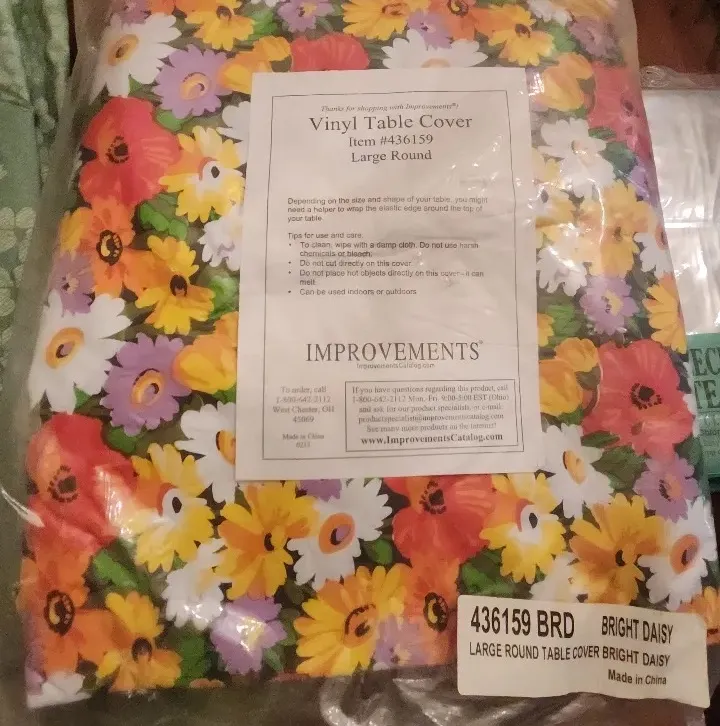 Thanks for shopping with Improvements®!
Vinyl Table Cover
Item #436159
Large Round
Depending on the size and shape of your table, you might
need a helper to wrap the elastic edge around the top of
your table.
Tips for use and care:
• To clean, wipe with a damp cloth. Do not use harsh
chemicals or bleach.
• Do not cut directly on this cover.
• Do not place hot objects directly on this cover - it can
melt.
• Can be used indoors or outdoors
IMPROVEMENTS®
ImprovementsCatalog.com
To order, call
1-800-642-2112
West Chester, OH
45069
Made in China
0213
If you have questions regarding this product, call
1-800-642-2112 Mon.-Fri. 9:00-5:00 EST (Ohio)
and ask for our product specialists, or e-mail:
productspecialist@improvementscatalog.com
See many more products on the internet!
www.ImprovementsCatalog.com
436159 BRD BRIGHT DAISY
LARGE ROUND TABLE COVER BRIGHT DAISY
Made in China